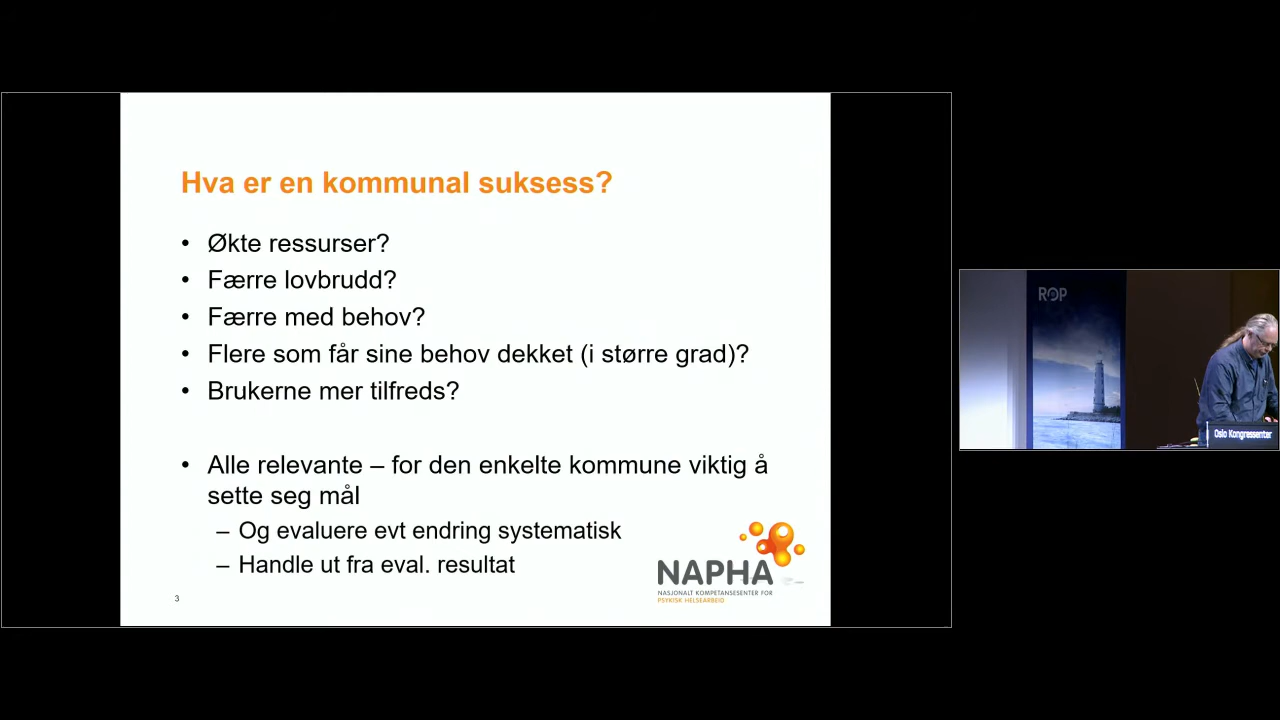 Hva er en kommunal suksess?
• Økte ressurser?
• Færre lovbrudd?
• Færre med behov?
• Flere som får sine behov dekket (i større grad)?
• Brukerne mer tilfreds?
• Alle relevante – for den enkelte kommune viktig å
sette seg mål
– Og evaluere evt endring systematisk
– Handle ut fra eval. resultat
3
NAPHA
NASJONALT KOMPETANSESENTER FOR
PSYKISK HELSEARBEID
ROP
Oslo Kongressenter